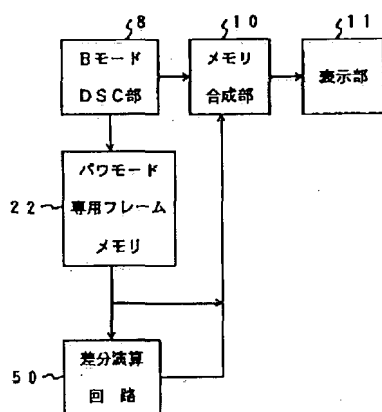 8
10
11
Bモード
DSC部
メモリ
合成部
表示部
パワモード
22
専用フレーム
メモリ
差分演算
50
回 路